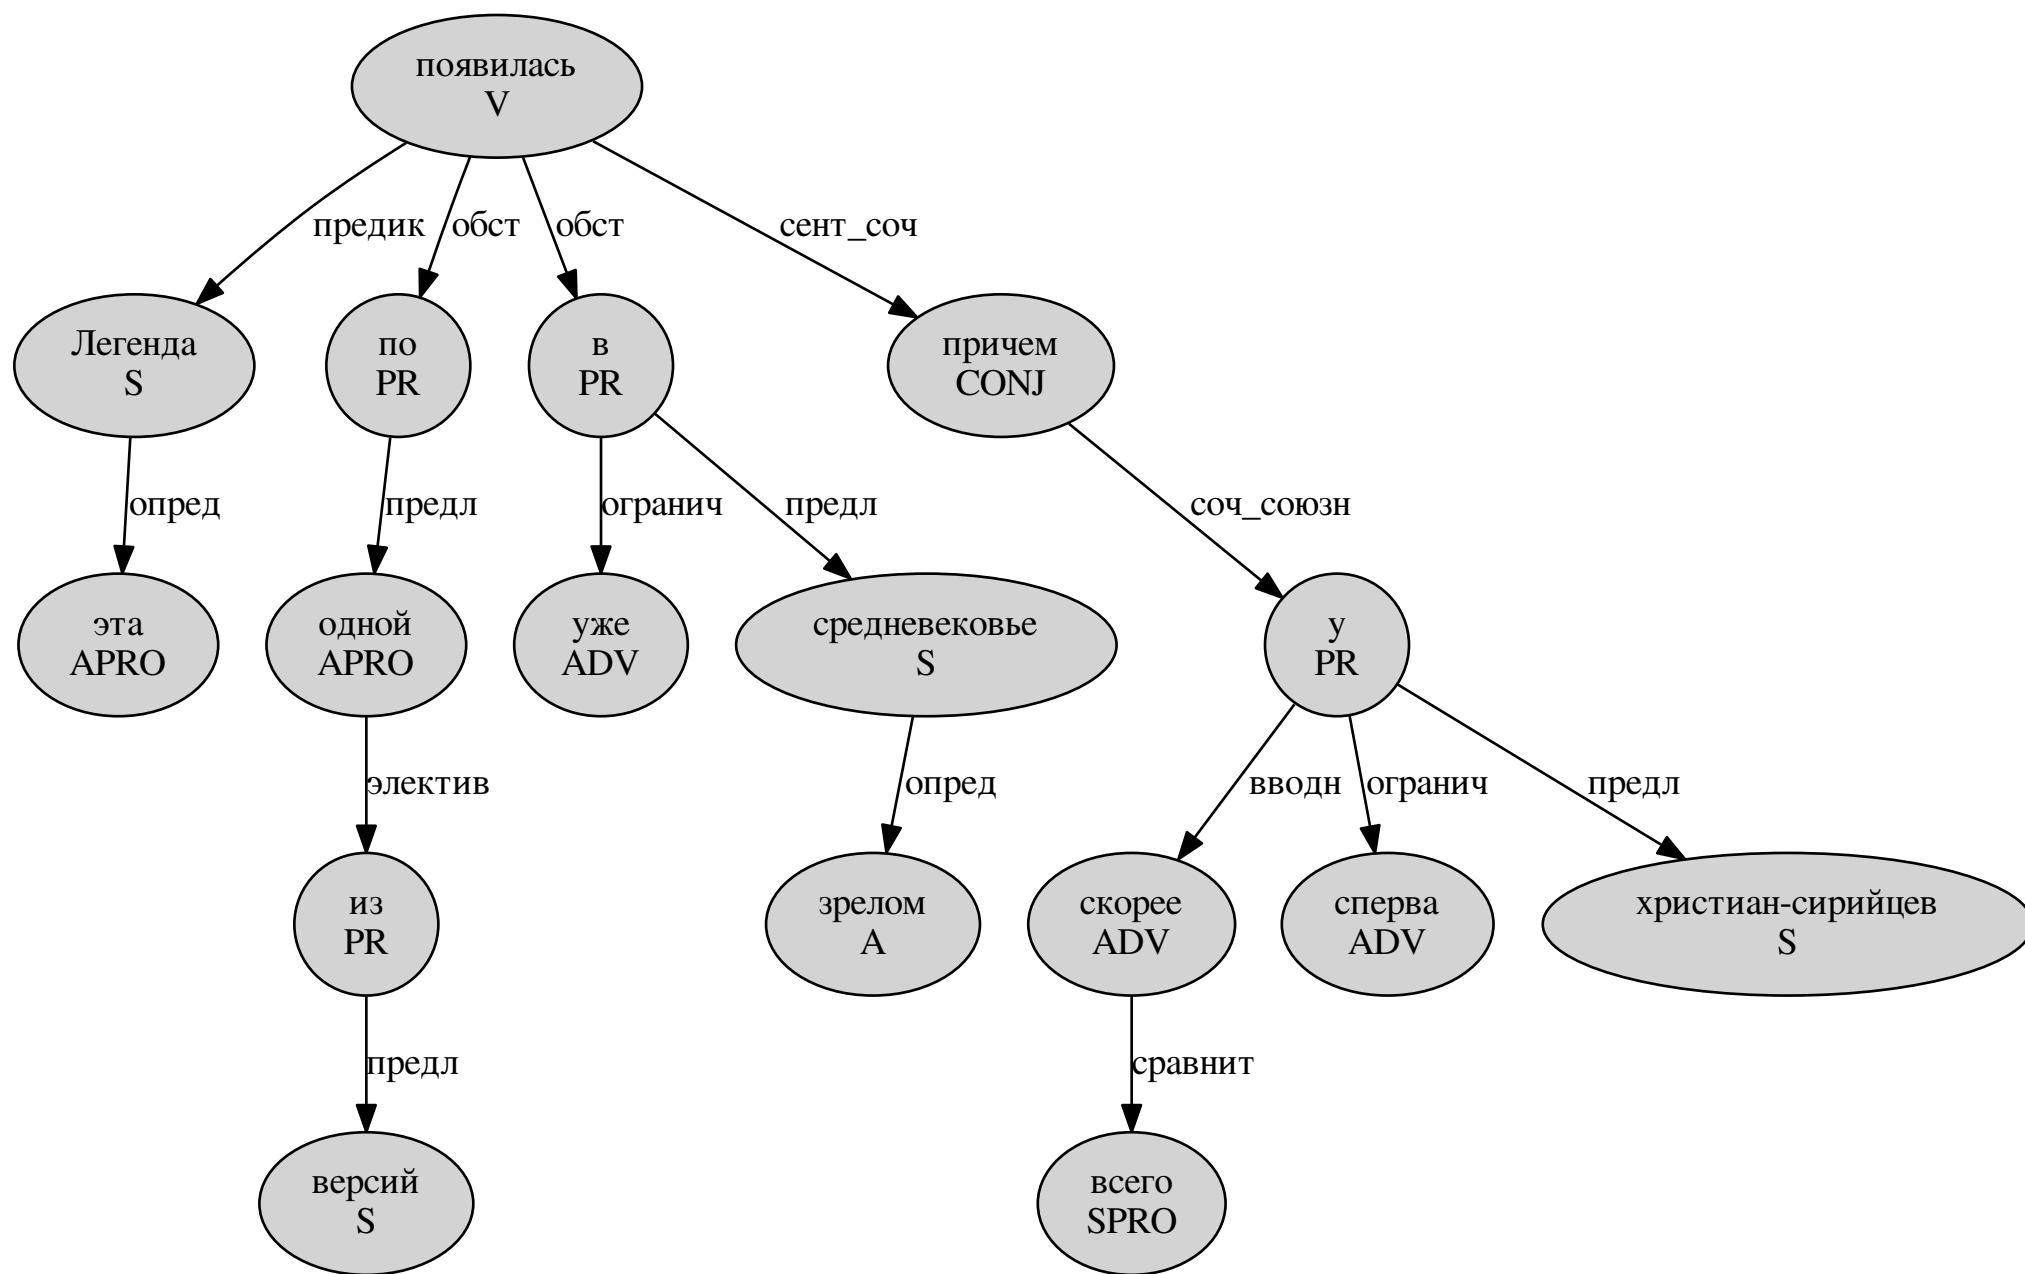 появилась
V
предик
обст
обст
сент_соч
Легенда
S
по
PR
в
PR
причем
CONJ
опред
предл
огранич
предл
соч_союзн
эта
APRO
одной
APRO
уже
ADV
средневековье
S
у
PR
электив
опред
вводн
огранич
предл
из
PR
зрелом
A
скорее
ADV
сперва
ADV
христиан-сирийцев
S
предл
сравнит
версий
S
всего
SPRO